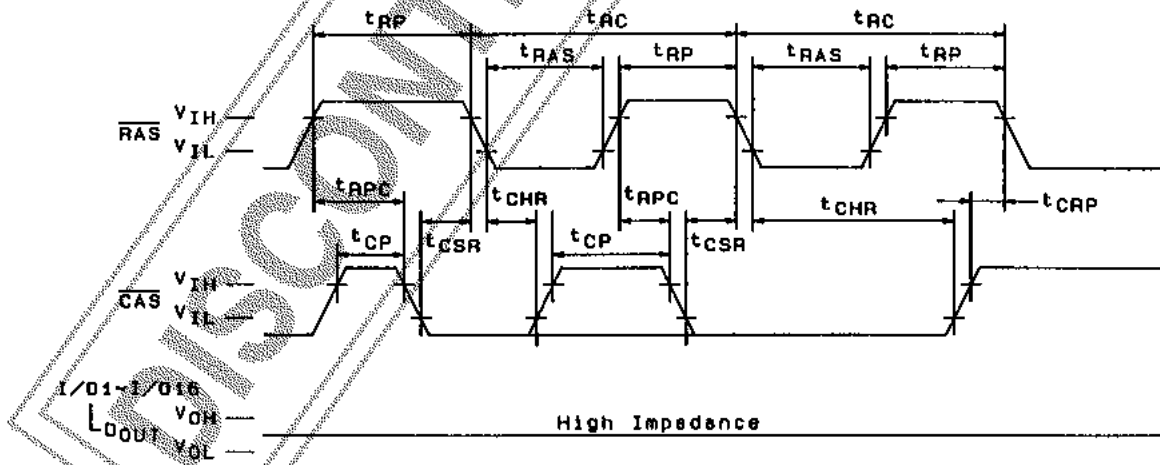 tRP tRC tRC
tRAS tRP tRAS tRP
RAS VIH
VIL
tRPC tCHR tRPC tCHR tCRP
tCP tCSR tCP tCSR
CAS VIH
VIL
I/O1~I/O16
DOUT VOH
VOL
High Impedance
DISCONT